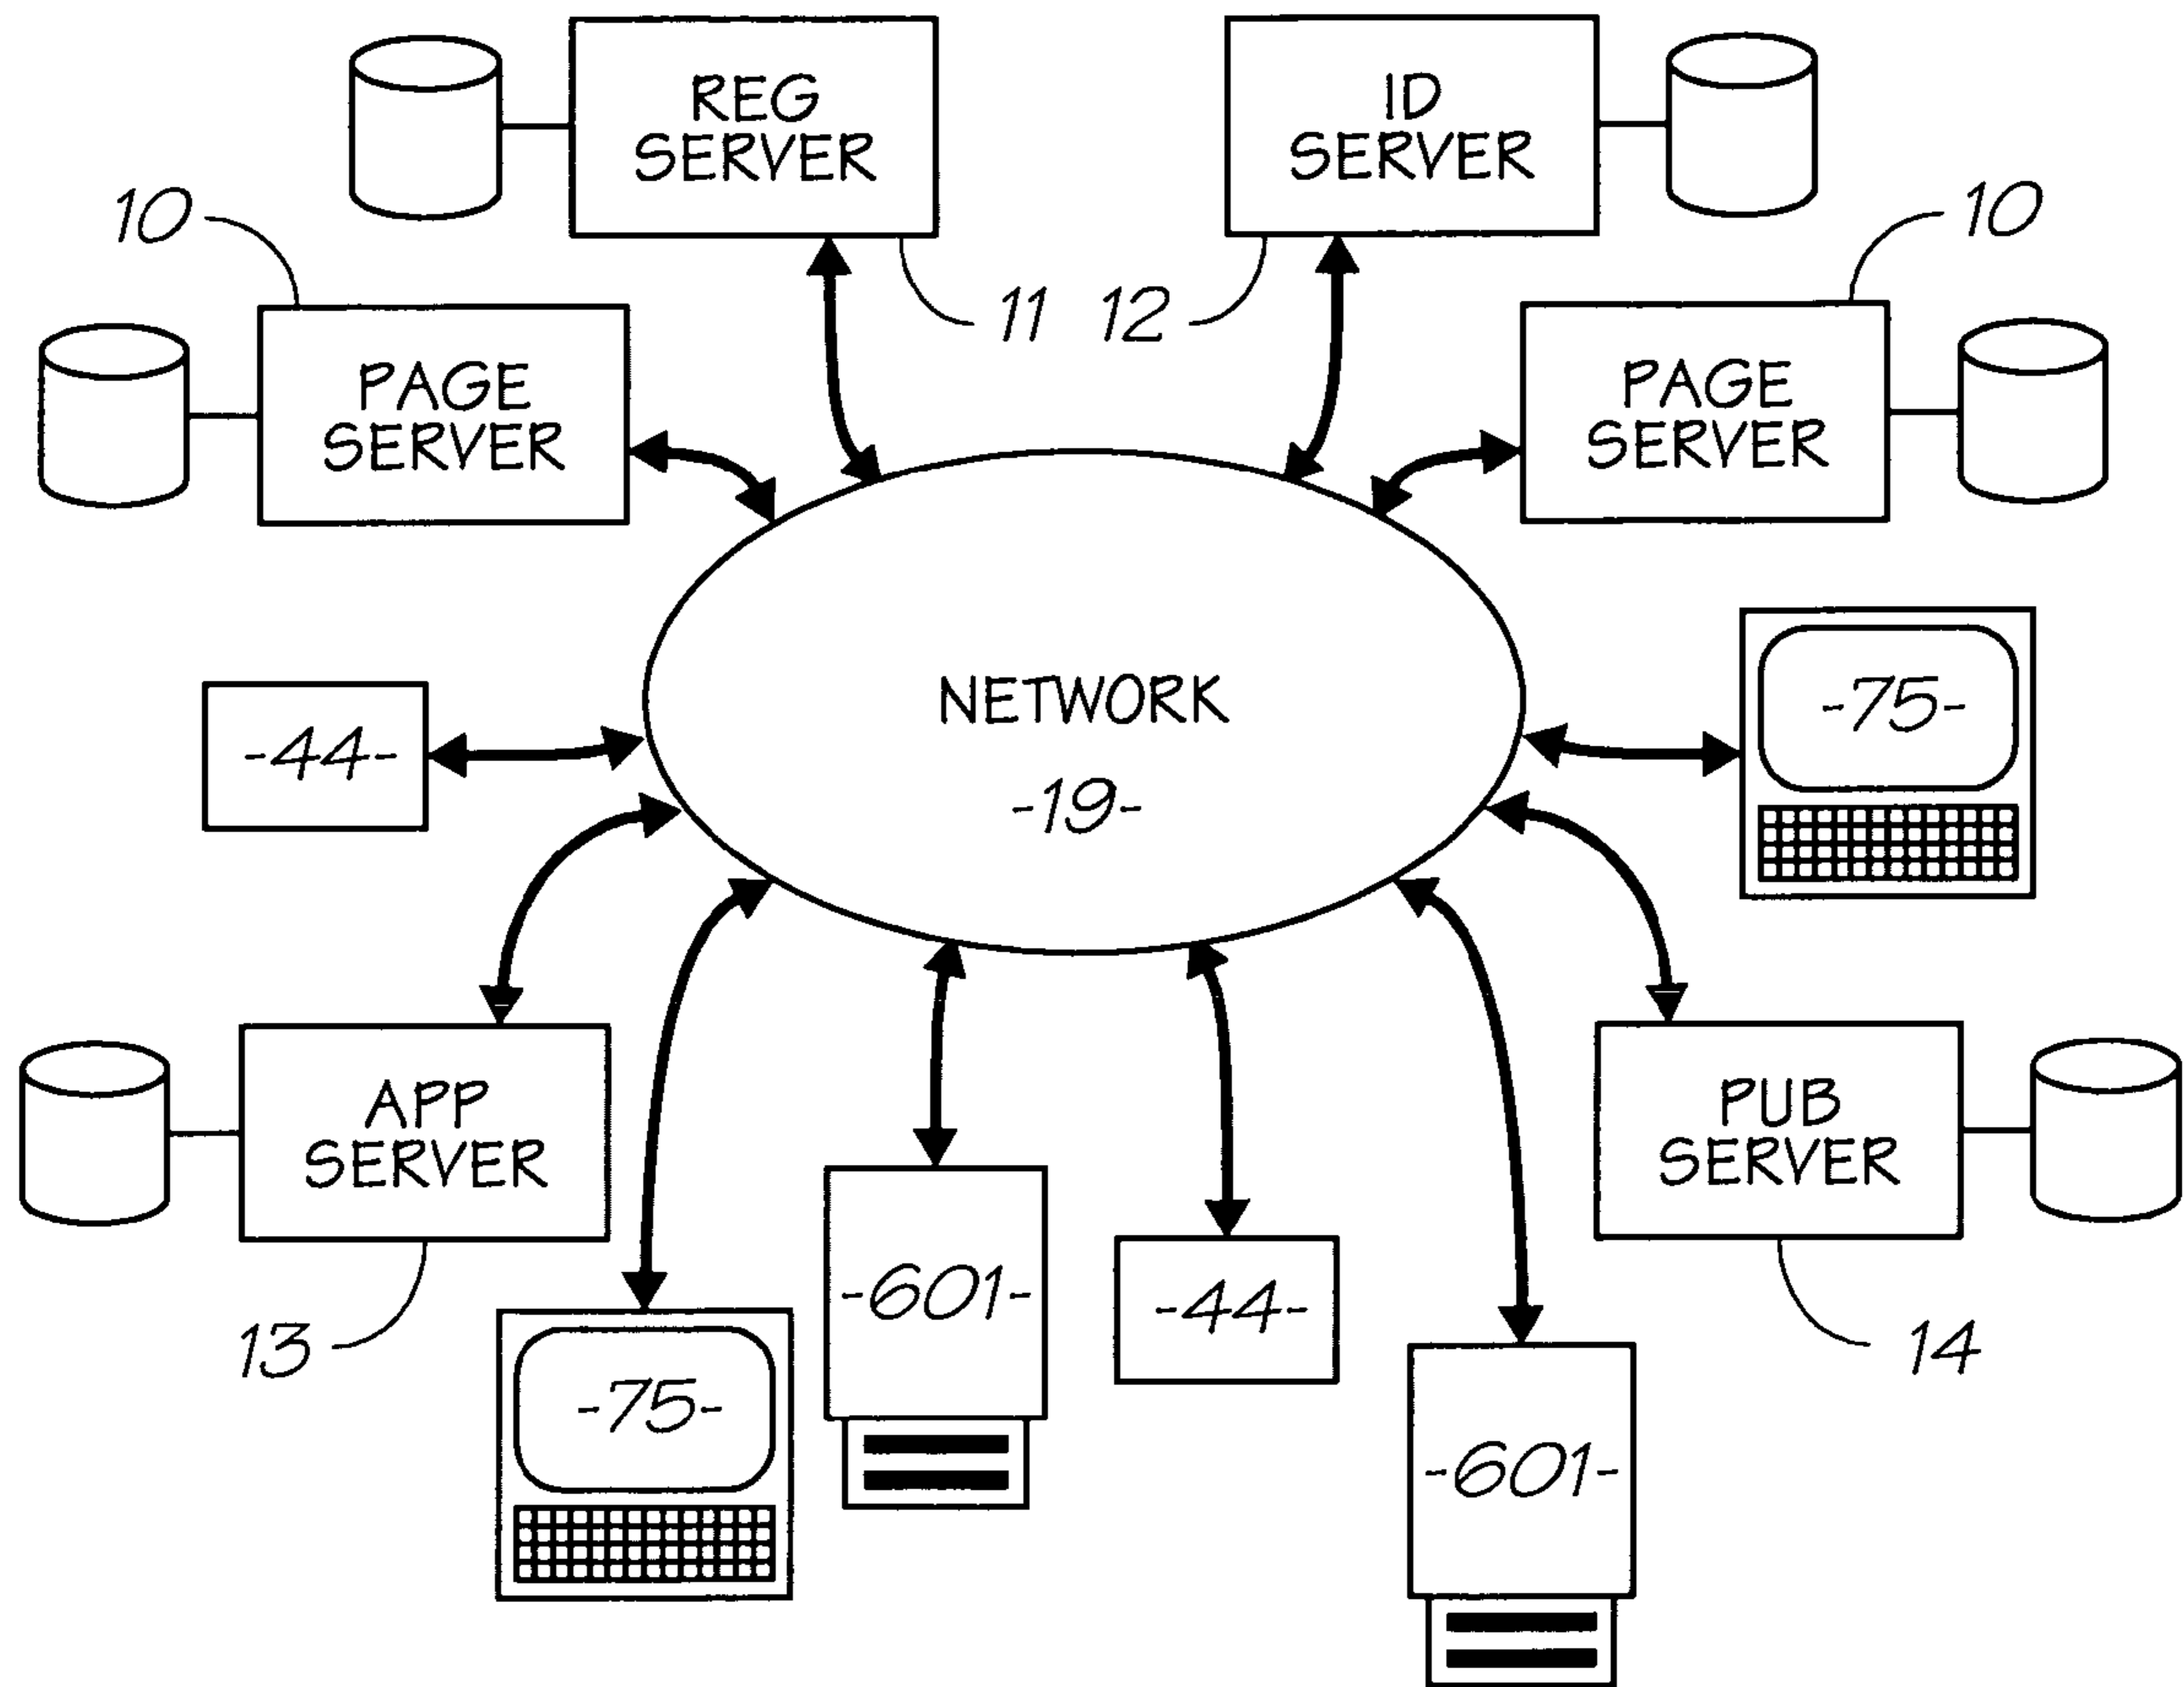 REG
SERVER
ID
SERVER
10
10
11
12
PAGE
SERVER
PAGE
SERVER
NETWORK
-19-
-44-
-75-
APP
SERVER
PUB
SERVER
-601-
-44-
13
14
-75-
-601-